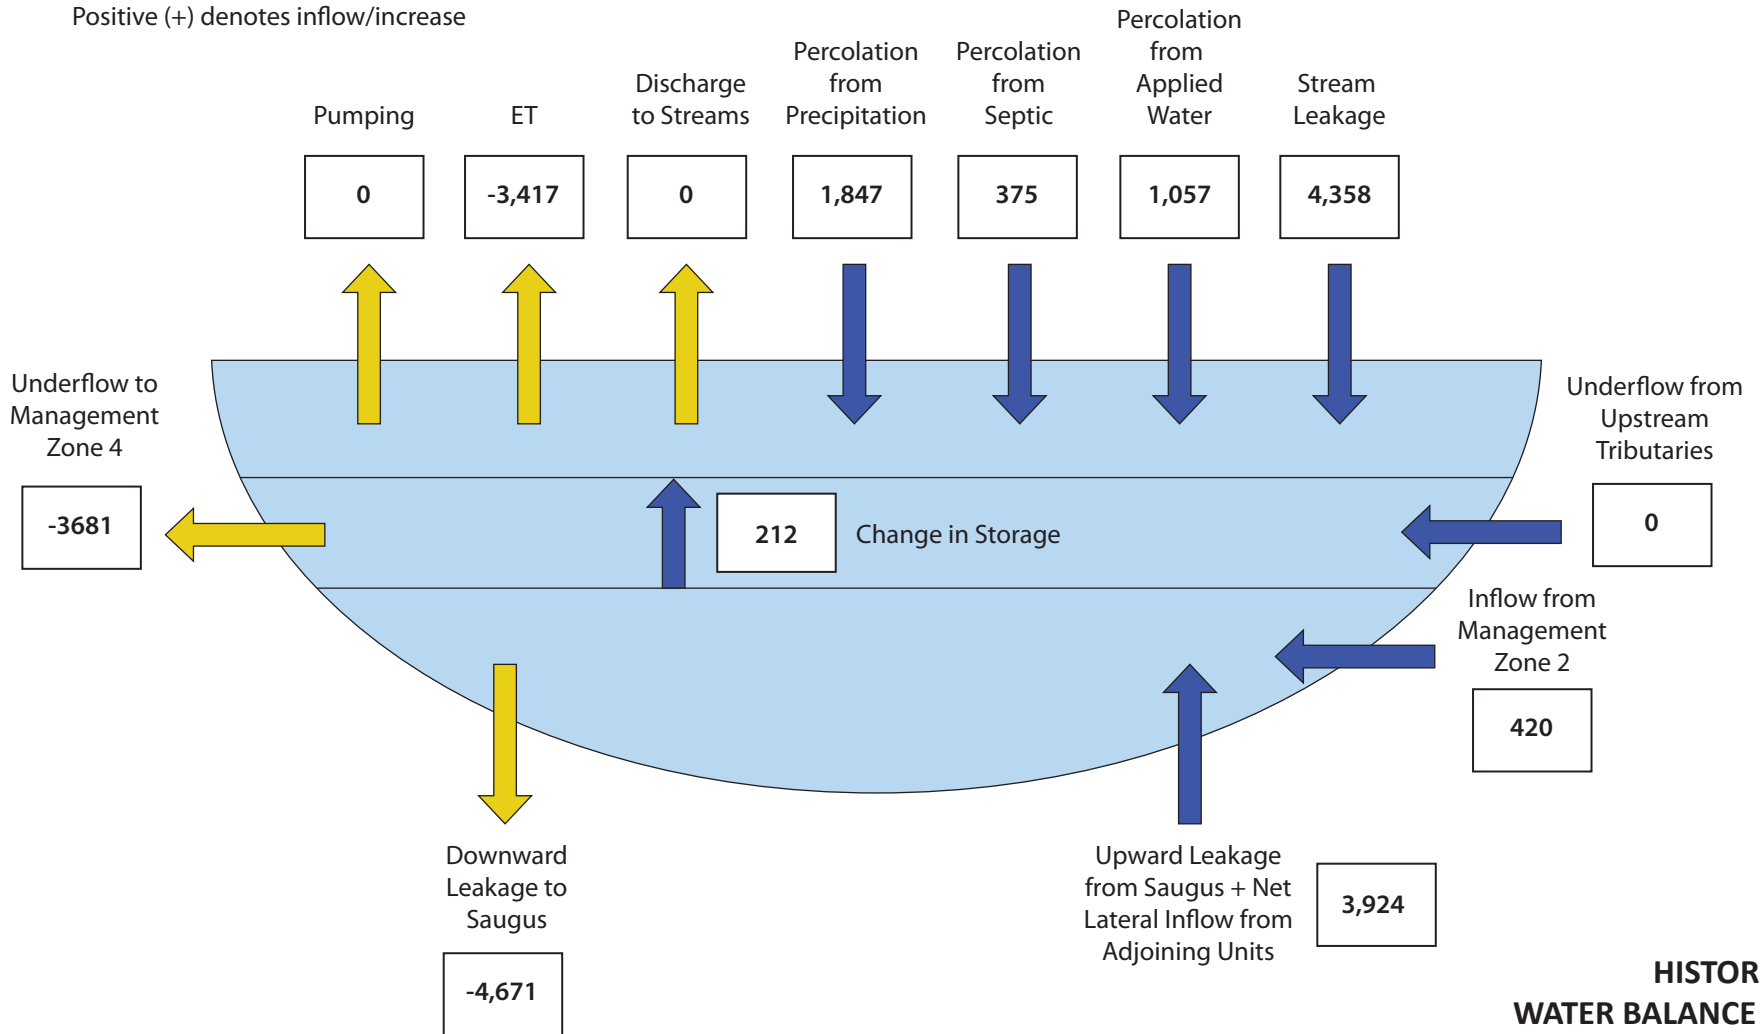 Positive (+) denotes inflow/increase
Pumping
0
ET
-3,417
Discharge
to Streams
0
Percolation
from
Precipitation
1,847
Percolation
from
Septic
375
Percolation
from
Applied
Water
1,057
Stream
Leakage
4,358
Underflow to
Management
Zone 4
-3681
212
Change in Storage
Underflow from
Upstream
Tributaries
0
Inflow from
Management
Zone 2
420
Downward
Leakage to
Saugus
-4,671
Upward Leakage
from Saugus + Net
Lateral Inflow from
Adjoining Units
3,924
HISTOR
WATER BALANCE